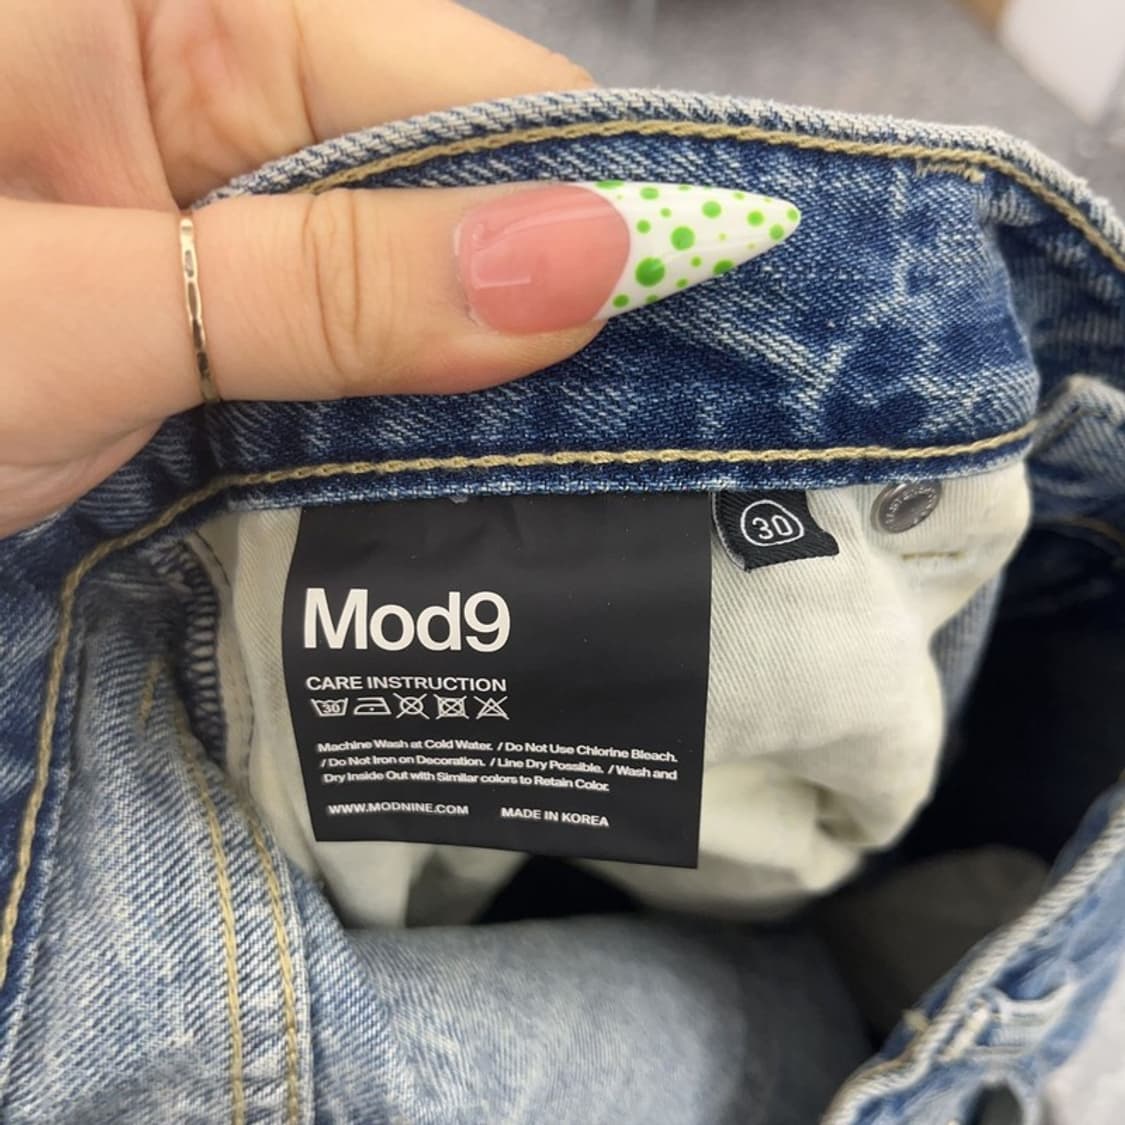 30
Mod9
CARE INSTRUCTION
30
Machine Wash at Cold Water. / Do Not Use Chlorine Bleach.
/ Do Not Iron on Decoration. / Line Dry Possible. / Wash and
Dry Inside Out with Similar colors to Retain Color.
WWW.MODNINE.COM MADE IN KOREA